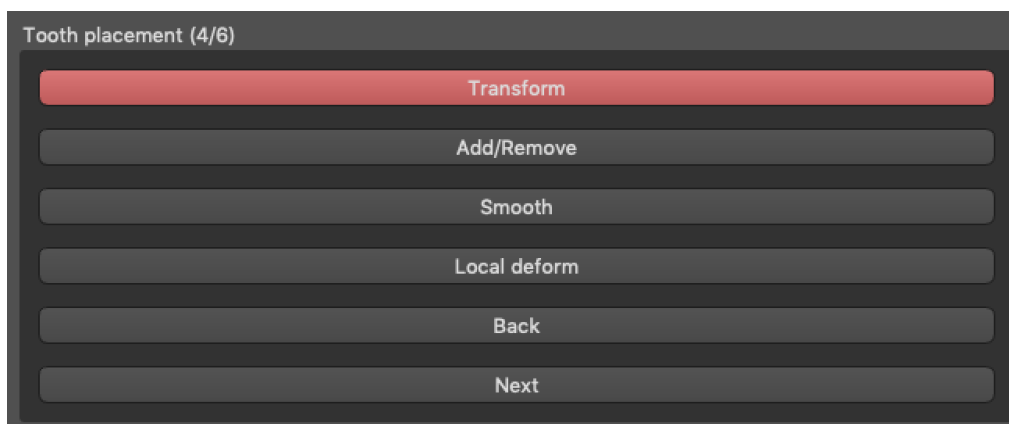 Tooth placement (4/6)
Transform
Add/Remove
Smooth
Local deform
Back
Next